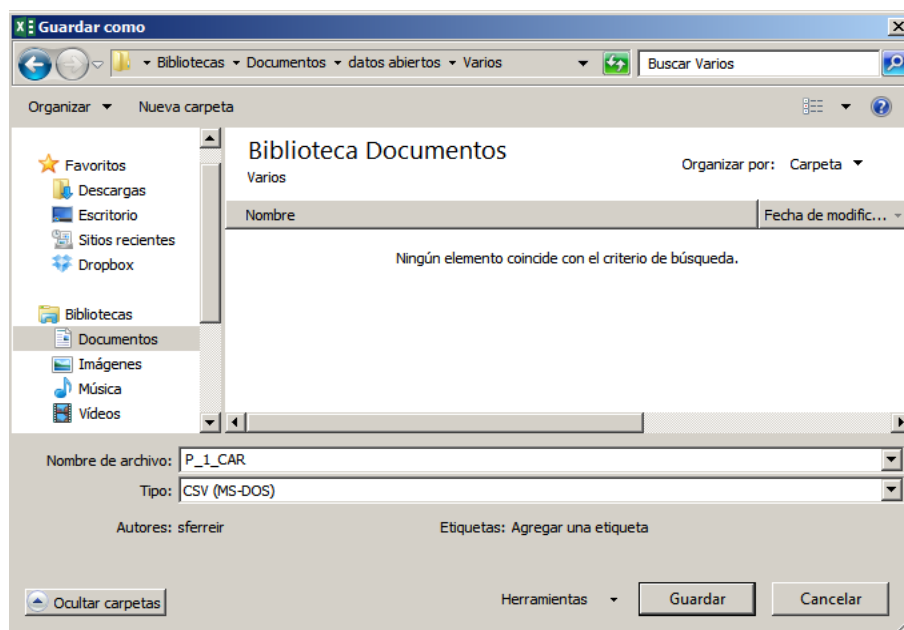 Guardar como
Bibliotecas Documentos datos abiertos Varios
Buscar Varios
Organizar Nueva carpeta
Favoritos
Descargas
Escritorio
Sitios recientes
Dropbox
Bibliotecas
Documentos
Imágenes
Música
Vídeos
Biblioteca Documentos
Varios
Organizar por: Carpeta
Nombre Fecha de modific...
Ningún elemento coincide con el criterio de búsqueda.
Nombre de archivo: P_1_CAR
Tipo: CSV (MS-DOS)
Autores: sferreir Etiquetas: Agregar una etiqueta
Ocultar carpetas Herramientas Guardar Cancelar